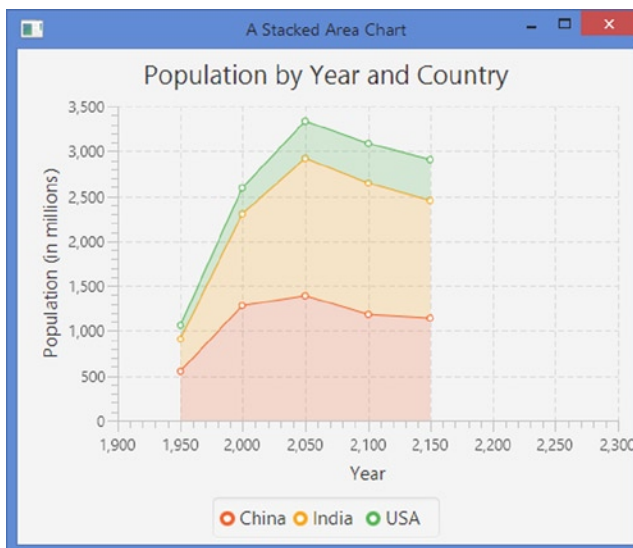 A Stacked Area Chart
Population by Year and Country
Population (in millions)
3,500
3,000
2,500
2,000
1,500
1,000
500
0
1,900 1,950 2,000 2,050 2,100 2,150 2,200 2,250 2,300
Year
China India USA